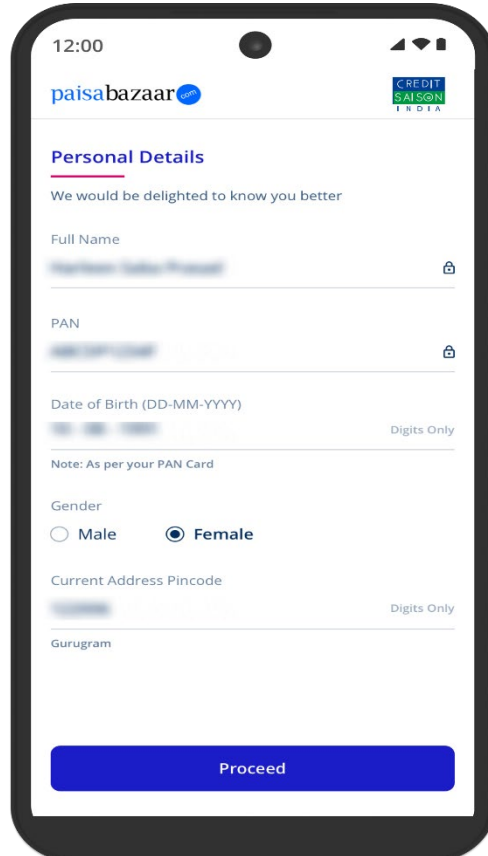 12:00
paisabazaar.com
CREDIT
SAISON
INDIA
Personal Details
We would be delighted to know you better
Full Name
PAN
Date of Birth (DD-MM-YYYY)
Digits Only
Note: As per your PAN Card
Gender
Male Female
Current Address Pincode
Digits Only
Gurugram
Proceed